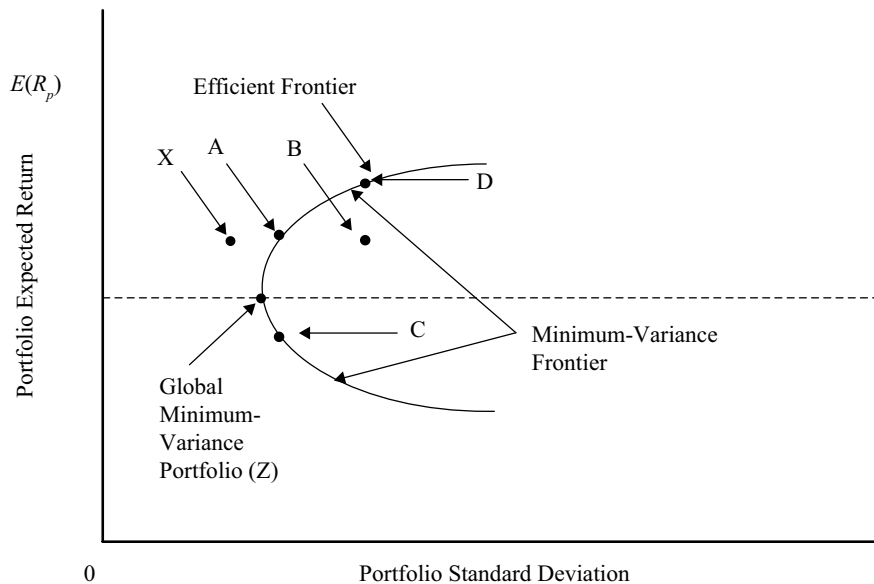 E(Rp)
Portfolio Expected Return
Efficient Frontier
X
A
B
D
C
Minimum-Variance
Frontier
Global
Minimum-
Variance
Portfolio (Z)
0
Portfolio Standard Deviation